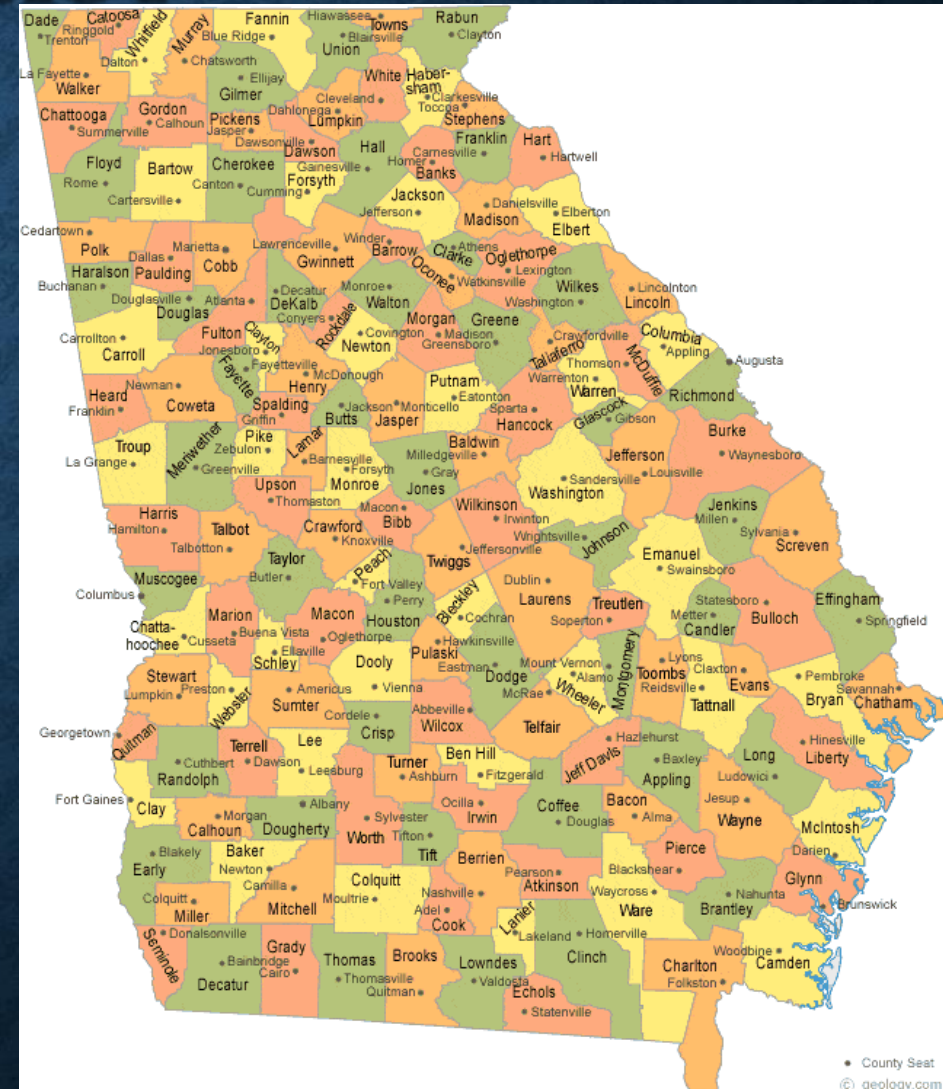 Dade
Trenton
Catoosa
Ringgold
Whitfield
Dalton
Murray
Chatsworth
Fannin
Blue Ridge
Hiawassee
Towns
Blairsville
Union
Rabun
Clayton
La Fayette
Walker
Ellijay
Gilmer
White
Cleveland
Haber-
sham
Clarkesville
Toccoa
Stephens
Chattooga
Summerville
Gordon
Calhoun
Pickens
Jasper
Dahlonega
Lumpkin
Dawsonville
Dawson
Hall
Gainesville
Franklin
Carnesville
Homer
Banks
Hart
Hartwell
Floyd
Rome
Bartow
Cartersville
Cherokee
Canton
Cumming
Forsyth
Jackson
Jefferson
Madison
Danielsville
Elberton
Elbert
Cedartown
Polk
Dallas
Paulding
Marietta
Cobb
Lawrenceville
Gwinnett
Winder
Barrow
Clarke
Athens
Oconee
Watkinsville
Oglethorpe
Lexington
Wilkes
Washington
Lincolnton
Lincoln
Haralson
Buchanan
Douglasville
Douglas
Atlanta
Fulton
Decatur
DeKalb
Conyers
Rockdale
Monroe
Walton
Covington
Newton
Morgan
Madison
Greene
Greensboro
Crawfordville
Taliaferro
Thomson
McDuffie
Columbia
Appling
Augusta
Richmond
Carrollton
Carroll
Jonesboro
Clayton
Fayetteville
Fayette
McDonough
Henry
Putnam
Eatonton
Warrenton
Warren
Heard
Franklin
Newnan
Coweta
Spalding
Griffin
Butts
Jackson
Monticello
Jasper
Sparta
Hancock
Glascock
Gibson
Burke
Waynesboro
Troup
La Grange
Meriwether
Greenville
Pike
Zebulon
Lamar
Barnesville
Forsyth
Monroe
Baldwin
Milledgeville
Gray
Jones
Jefferson
Louisville
Sandersville
Washington
Upson
Thomaston
Harris
Hamilton
Talbot
Talbotton
Crawford
Knoxville
Macon
Bibb
Wilkinson
Irwinton
Jenkins
Millen
Sylvania
Screven
Wrightsville
Johnson
Emanuel
Swainsboro
Taylor
Butler
Peach
Fort Valley
Perry
Houston
Twiggs
Jeffersonville
Muscogee
Columbus
Marion
Buena Vista
Macon
Oglethorpe
Bleckley
Cochran
Dublin
Laurens
Treutlen
Soperton
Statesboro
Metter
Candler
Bulloch
Effingham
Springfield
Chatta-
hoochee
Cusseta
Ellaville
Schley
Dooly
Vienna
Hawkinsville
Pulaski
Eastman
Dodge
Mount Vernon
Alamo
Wheeler
Montgomery
McRae
Toombs
Lyons
Reidsville
Claxton
Evans
Tattnall
Pembroke
Bryan
Savannah
Chatham
Stewart
Lumpkin
Preston
Webster
Americus
Sumter
Cordele
Crisp
Abbeville
Wilcox
Telfair
Hazlehurst
Jeff Davis
Baxley
Appling
Long
Ludowici
Hinesville
Liberty
Georgetown
Quitman
Cuthbert
Randolph
Terrell
Dawson
Lee
Leesburg
Turner
Ashburn
Ben Hill
Fitzgerald
Fort Gaines
Clay
Morgan
Calhoun
Albany
Dougherty
Sylvester
Worth
Tifton
Tift
Ocilla
Irwin
Coffee
Douglas
Bacon
Alma
Jesup
Wayne
McIntosh
Darien
Blakely
Early
Baker
Newton
Camilla
Mitchell
Colquitt
Moultrie
Berrien
Nashville
Pearson
Atkinson
Blackshear
Pierce
Glynn
Brunswick
Colquitt
Miller
Adel
Cook
Lanier
Lakeland
Homerville
Clinch
Waycross
Ware
Nahunta
Brantley
Seminole
Donalsonville
Bainbridge
Decatur
Grady
Cairo
Thomas
Thomasville
Brooks
Quitman
Lowndes
Valdosta
Echols
Statenville
Charlton
Folkston
Woodbine
Camden
County Seat
© geology.com